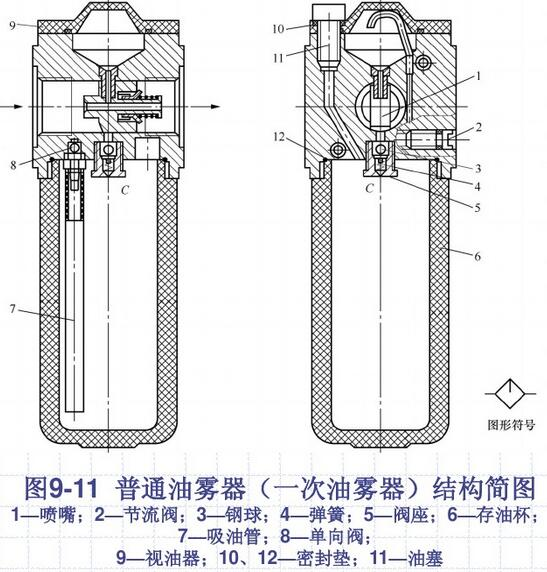 9
8
C
7
10
11
12
1
2
3
4
5
C
6
图形符号
图9-11 普通油雾器（一次油雾器）结构简图
1—喷嘴；2—节流阀；3—钢球；4—弹簧；5—阀座；6—存油杯；
7—吸油管；8—单向阀；
9—视油器；10、12—密封垫；11—油塞